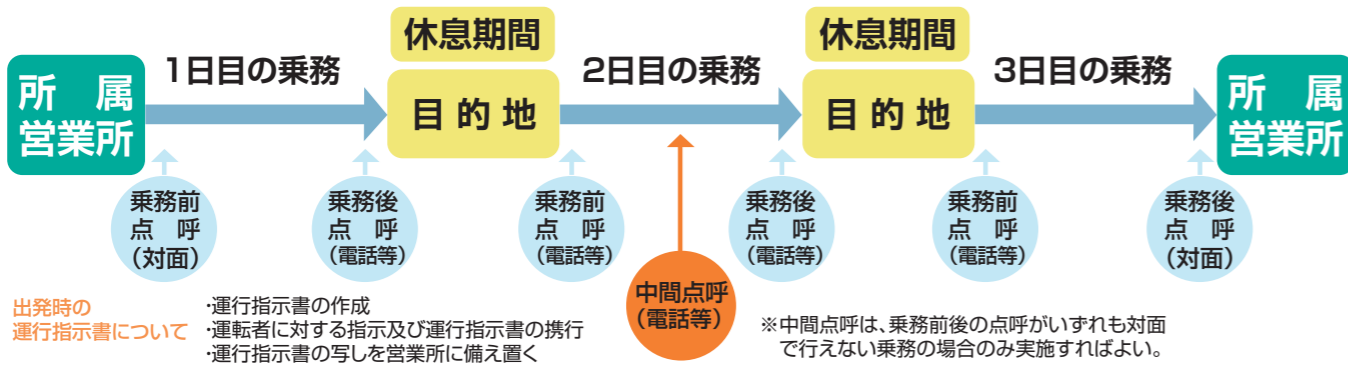 休息期間
休息期間
1日目の乗務
2日目の乗務
3日目の乗務
所 属
営業所
目的地
目的地
所 属
営業所
乗務前
点 呼
(対面)
乗務後
点 呼
(電話等)
乗務前
点 呼
(電話等)
乗務後
点 呼
(電話等)
乗務前
点 呼
(電話等)
乗務後
点 呼
(対面)
中間点呼
(電話等)
出発時の
運行指示書について
・運行指示書の作成
・運転者に対する指示及び運行指示書の携行
・運行指示書の写しを営業所に備え置く
※中間点呼は、乗務前後の点呼がいずれも対面
で行えない乗務の場合のみ実施すればよい。